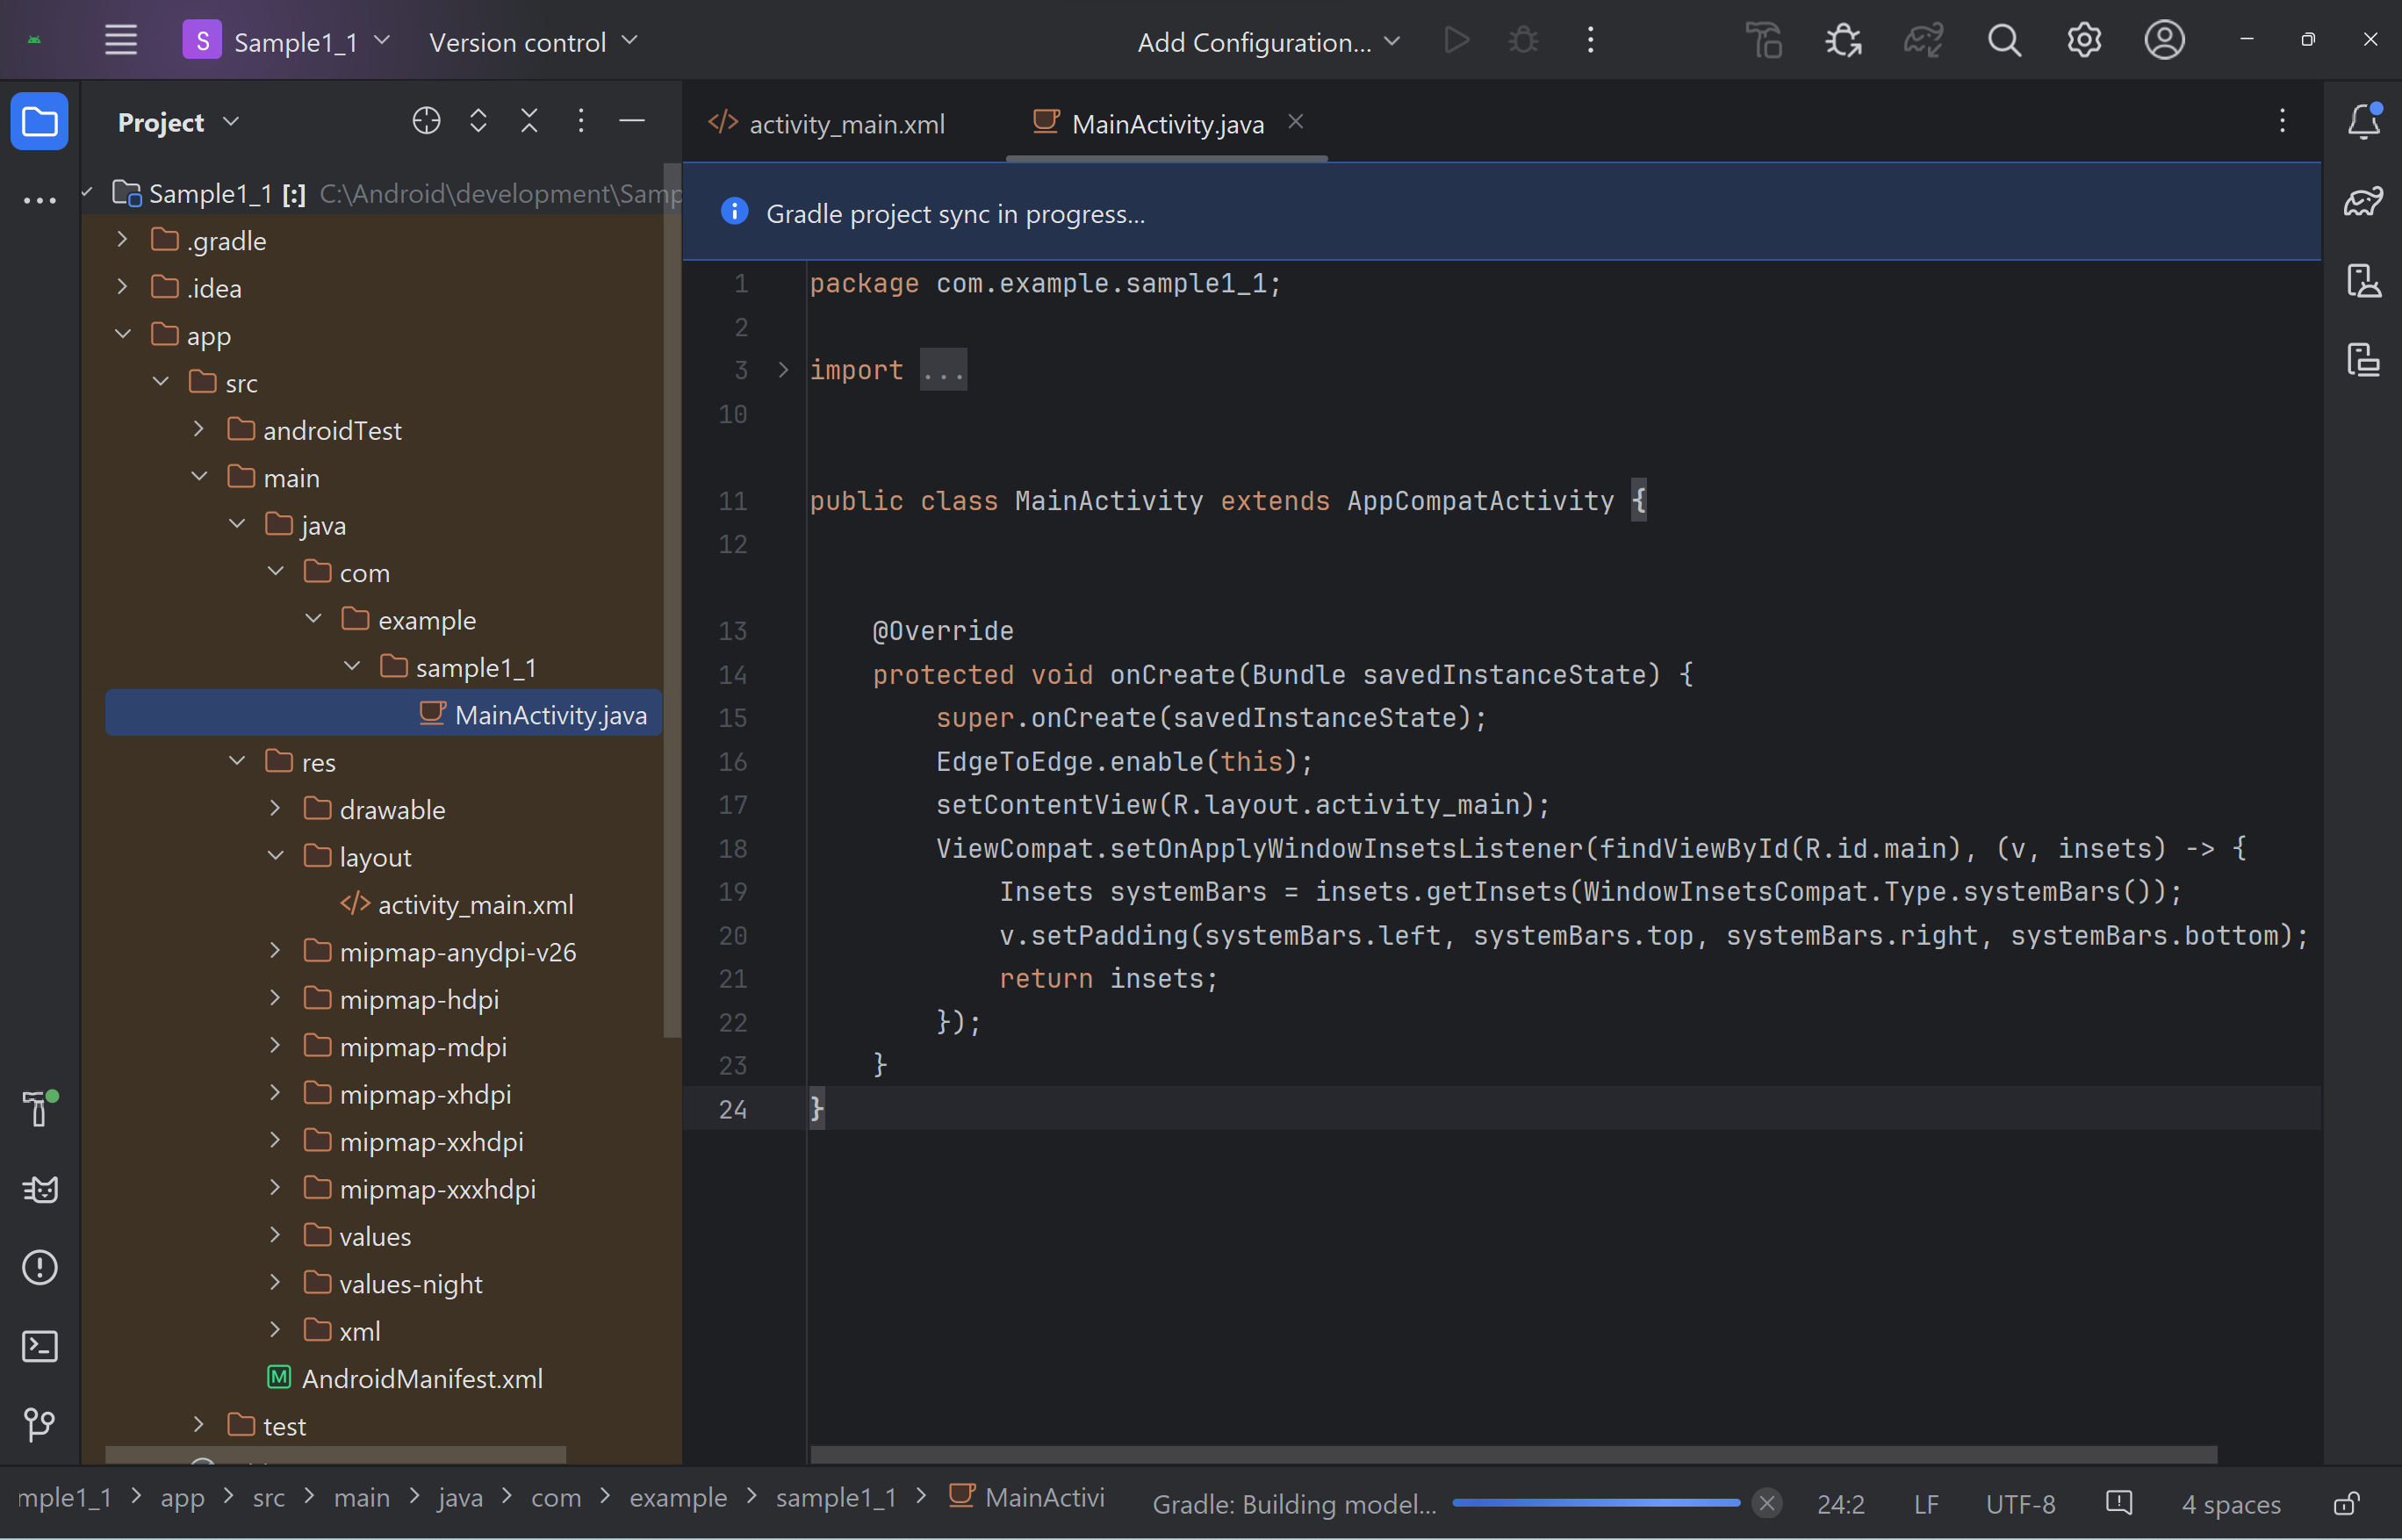 S Sample1_1 Version control Add Configuration...
Project
activity_main.xml MainActivity.java
Sample1_1 [:] C:\Android\development\Samp
Gradle project sync in progress...
.gradle
.idea
app
src
androidTest
main
java
com
example
sample1_1
MainActivity.java
res
drawable
layout
activity_main.xml
mipmap-anydpi-v26
mipmap-hdpi
mipmap-mdpi
mipmap-xhdpi
mipmap-xxhdpi
mipmap-xxxhdpi
values
values-night
xml
M AndroidManifest.xml
test
1 package com.example.sample1_1;
2
3 import ...
10
11 public class MainActivity extends AppCompatActivity {
12
13 @Override
14 protected void onCreate(Bundle savedInstanceState) {
15 super.onCreate(savedInstanceState);
16 EdgeToEdge.enable(this);
17 setContentView(R.layout.activity_main);
18 ViewCompat.setOnApplyWindowInsetsListener(findViewById(R.id.main), (v, insets) -> {
19 Insets systemBars = insets.getInsets(WindowInsetsCompat.Type.systemBars());
20 v.setPadding(systemBars.left, systemBars.top, systemBars.right, systemBars.bottom);
21 return insets;
22 });
23 }
24 }
mple1_1 > app > src > main > java > com > example > sample1_1 > MainActivi Gradle: Building model... 24:2 LF UTF-8 4 spaces